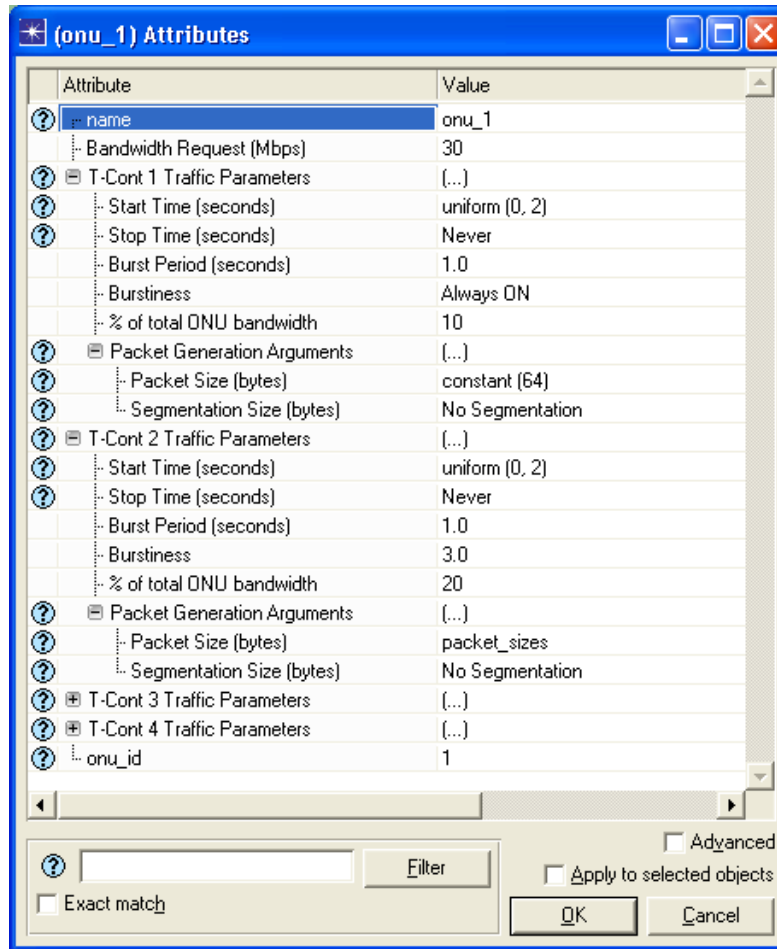 (onu_1) Attributes
Attribute Value
name onu_1
Bandwidth Request (Mbps) 30
T-Cont 1 Traffic Parameters (...)
Start Time (seconds) uniform (0, 2)
Stop Time (seconds) Never
Burst Period (seconds) 1.0
Burstiness Always ON
% of total ONU bandwidth 10
Packet Generation Arguments (...)
Packet Size (bytes) constant (64)
Segmentation Size (bytes) No Segmentation
T-Cont 2 Traffic Parameters (...)
Start Time (seconds) uniform (0, 2)
Stop Time (seconds) Never
Burst Period (seconds) 1.0
Burstiness 3.0
% of total ONU bandwidth 20
Packet Generation Arguments (...)
Packet Size (bytes) packet_sizes
Segmentation Size (bytes) No Segmentation
T-Cont 3 Traffic Parameters (...)
T-Cont 4 Traffic Parameters (...)
onu_id 1
Advanced
Filter
Apply to selected objects
Exact match
OK Cancel